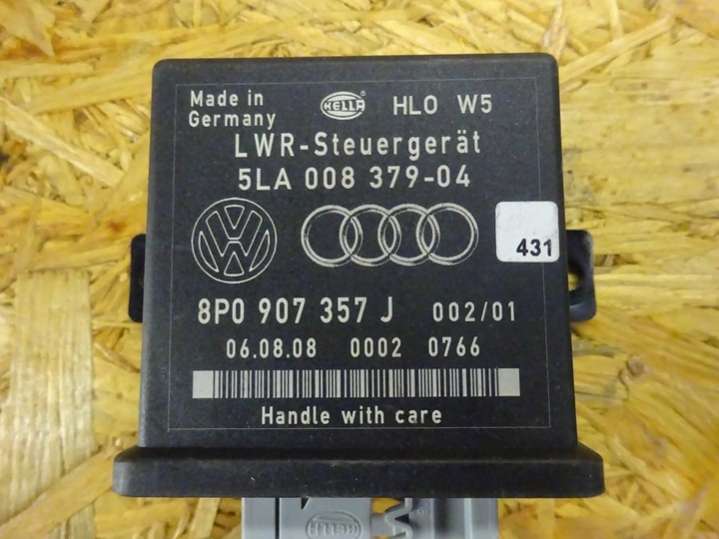 Made in
Germany
HELLA
HLO W5
LWR-Steuergerät
5LA 008 379-04
431
8P0 907 357 J 002/01
06.08.08 0002 0766
Handle with care
HELLA